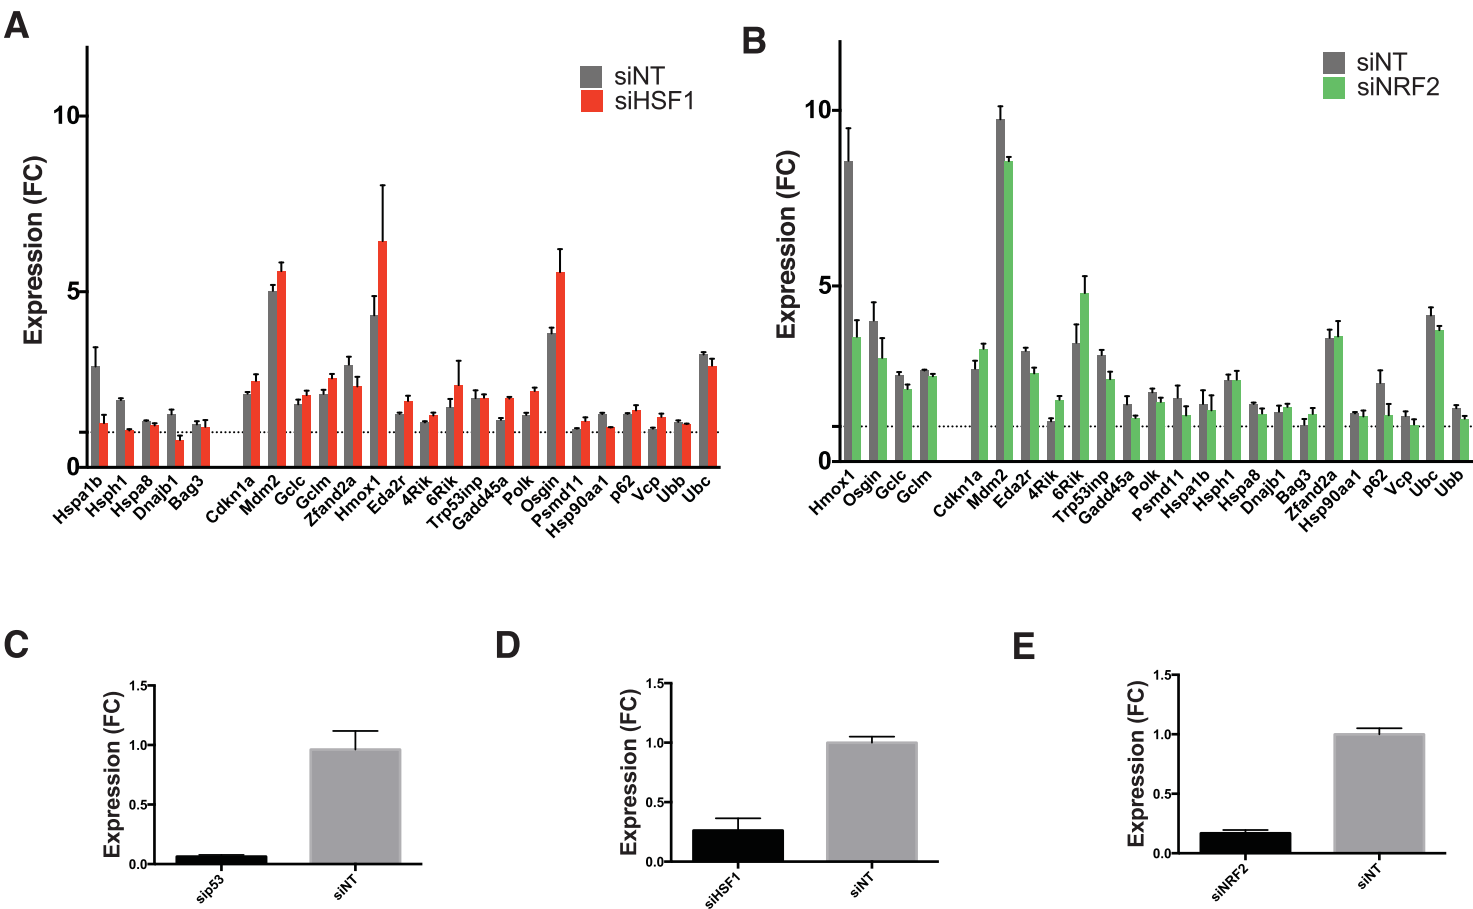 A
Expression (FC)
10
5
0
siNT
siHSF1
Hspa1b
Hsph1
Hspa8
Dnajb1
Bag3
Cdkn1a
Mdm2
Gclc
Gclm
Zfand2a
Hmox1
Eda2r
4Rik
6Rik
Trp53inp
Gadd45a
Polk
Osgin
Psmd11
Hsp90aa1
p62
Vcp
Ubb
Ubc
B
Expression (FC)
10
5
0
siNT
siNRF2
Hmox1
Osgin
Gclc
Gclm
Cdkn1a
Mdm2
Eda2r
4Rik
6Rik
Trp53inp
Gadd45a
Polk
Psmd11
Hspa1b
Hsph1
Hspa8
Dnajb1
Bag3
Zfand2a
Hsp90aa1
p62
Vcp
Ubc
Ubb
C
Expression (FC)
1.5
1.0
0.5
0.0
sip53
siNT
D
Expression (FC)
1.5
1.0
0.5
0.0
siHSF1
siNT
E
Expression (FC)
1.5
1.0
0.5
0.0
siNRF2
siNT